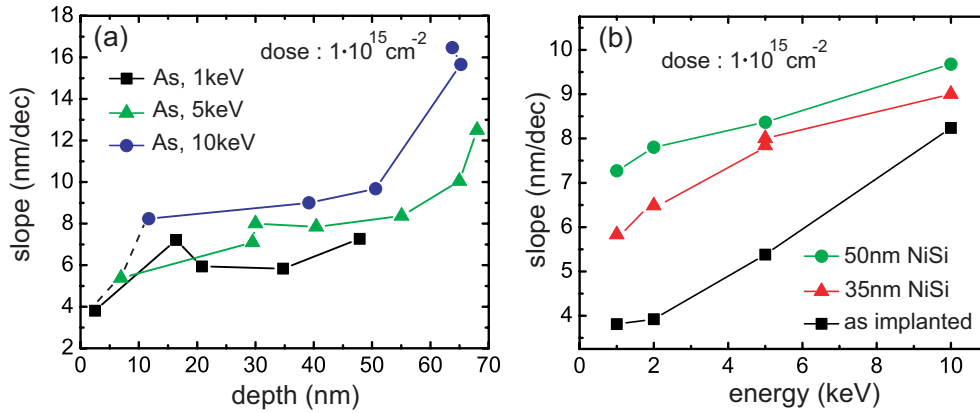 (a)
dose : 1·10¹⁵cm⁻²
As, 1keV
As, 5keV
As, 10keV
slope (nm/dec)
18
16
14
12
10
8
6
4
2
0 10 20 30 40 50 60 70
depth (nm)
(b)
dose : 1·10¹⁵cm⁻²
slope (nm/dec)
10
9
8
7
6
5
4
50nm NiSi
35nm NiSi
as implanted
0 2 4 6 8 10
energy (keV)